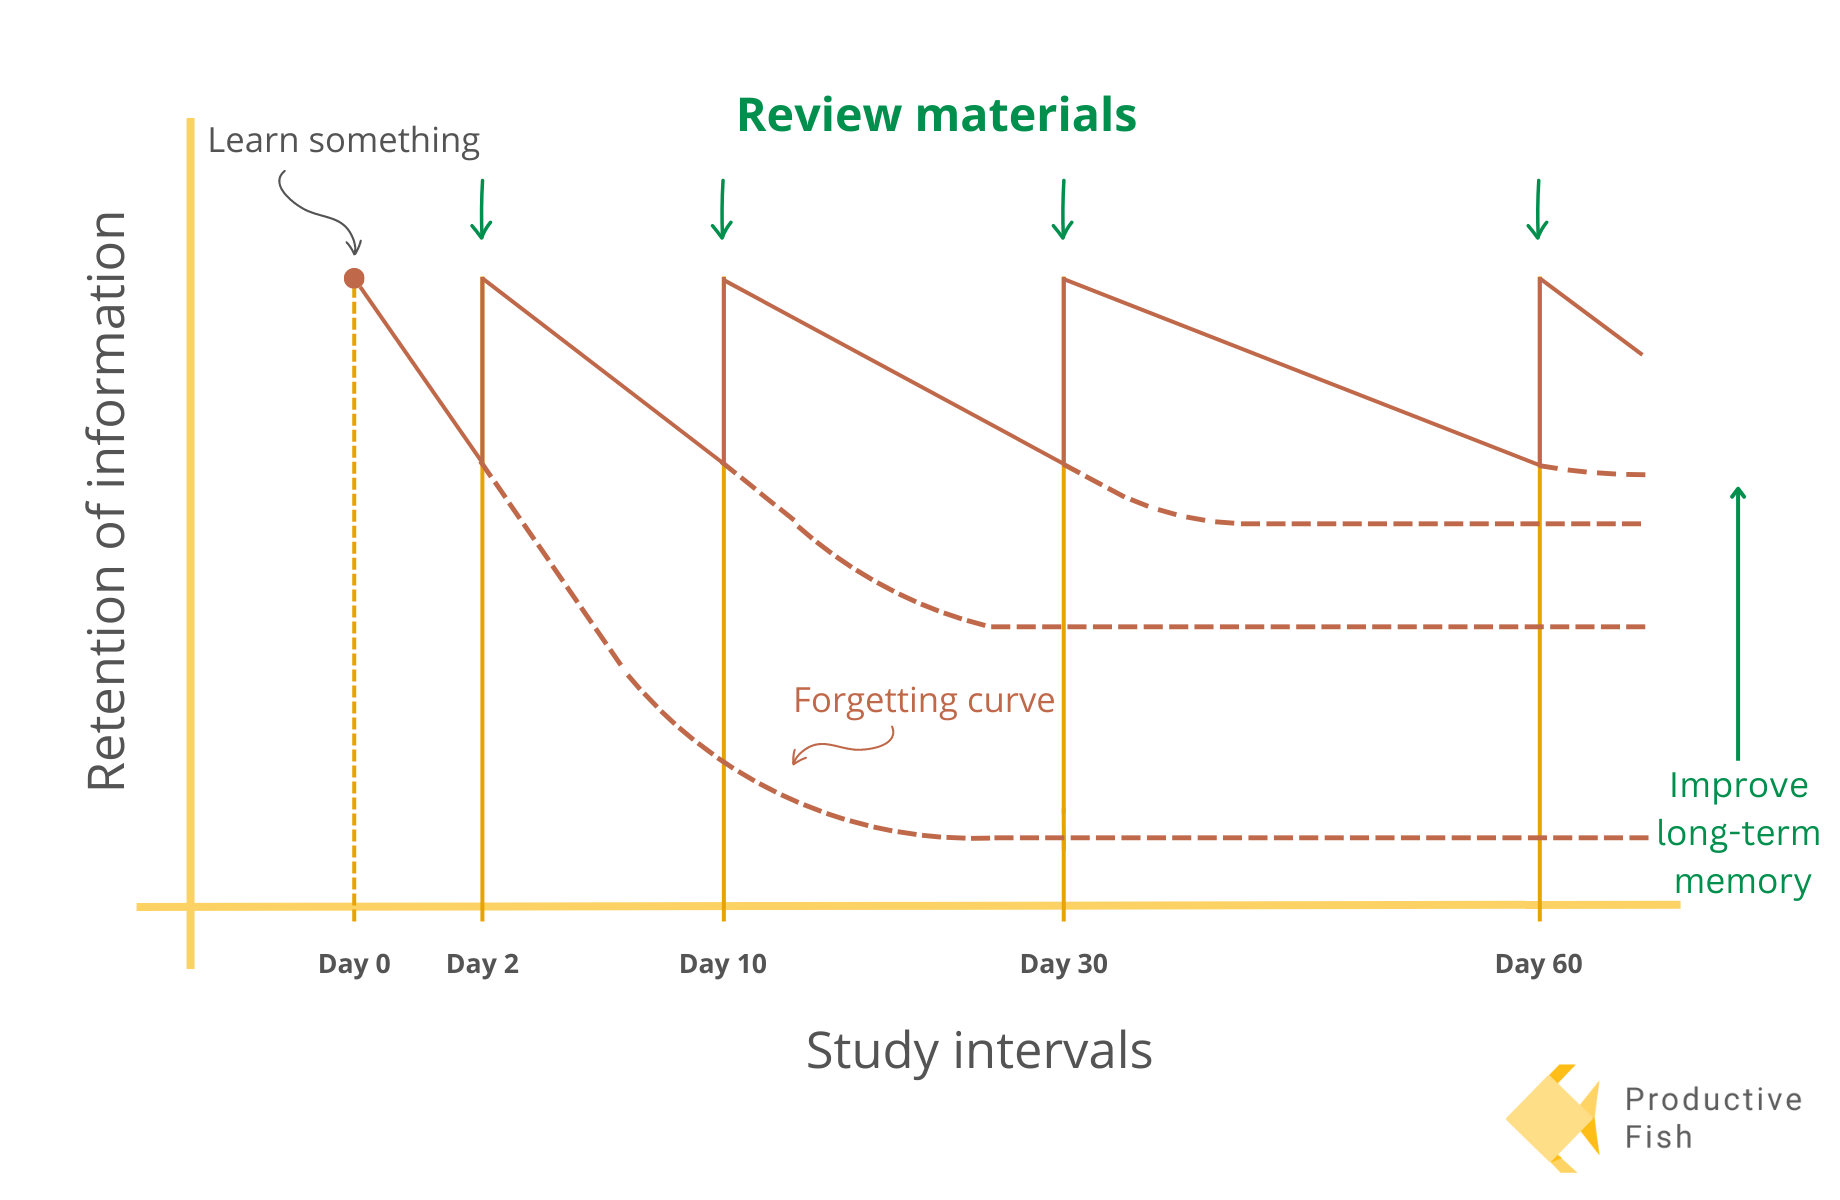 Review materials
Learn something
Retention of information
Forgetting curve
Improve
long-term
memory
Day 0
Day 2
Day 10
Day 30
Day 60
Study intervals
Productive
Fish